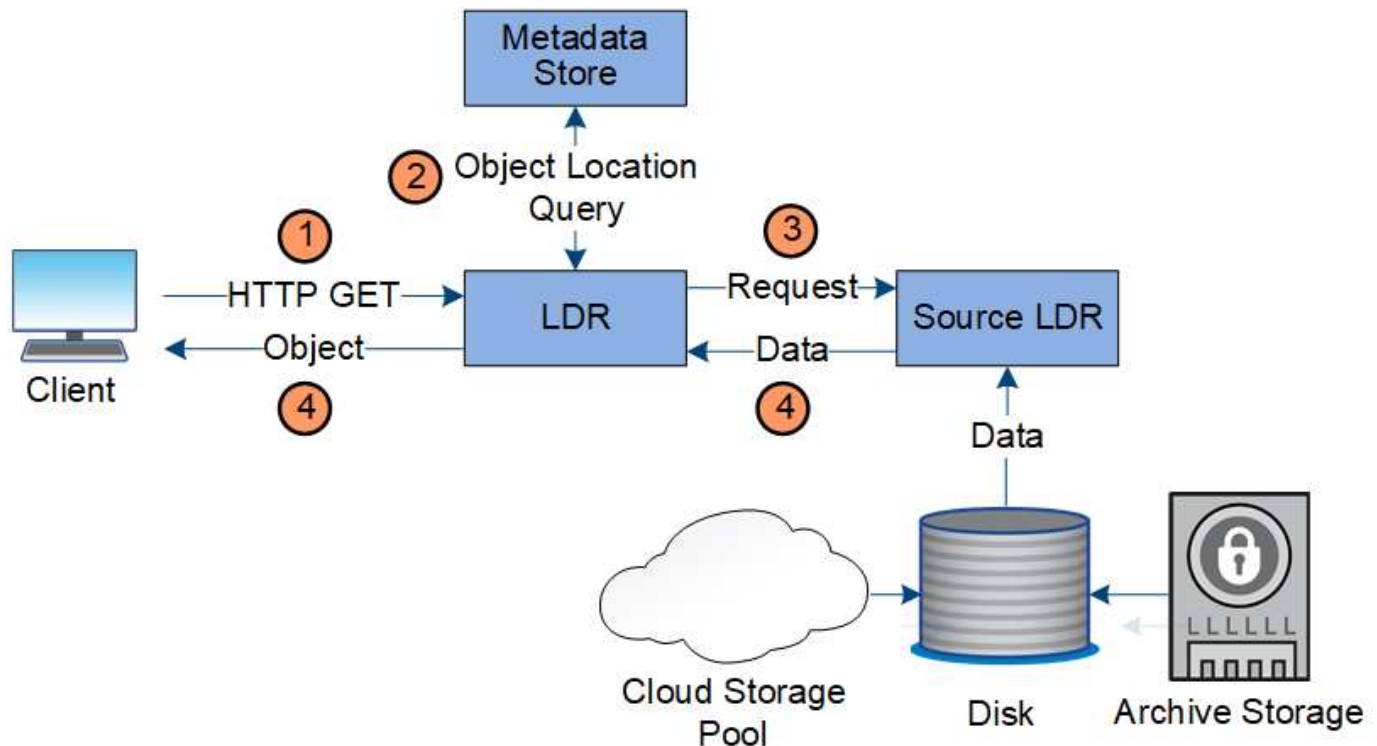 Metadata
Store
2
Object Location
Query
1
3
HTTP GET
LDR
Request
Source LDR
Object
Data
Client
4
4
Data
L L L L L L
Cloud Storage
Pool
Disk
Archive Storage